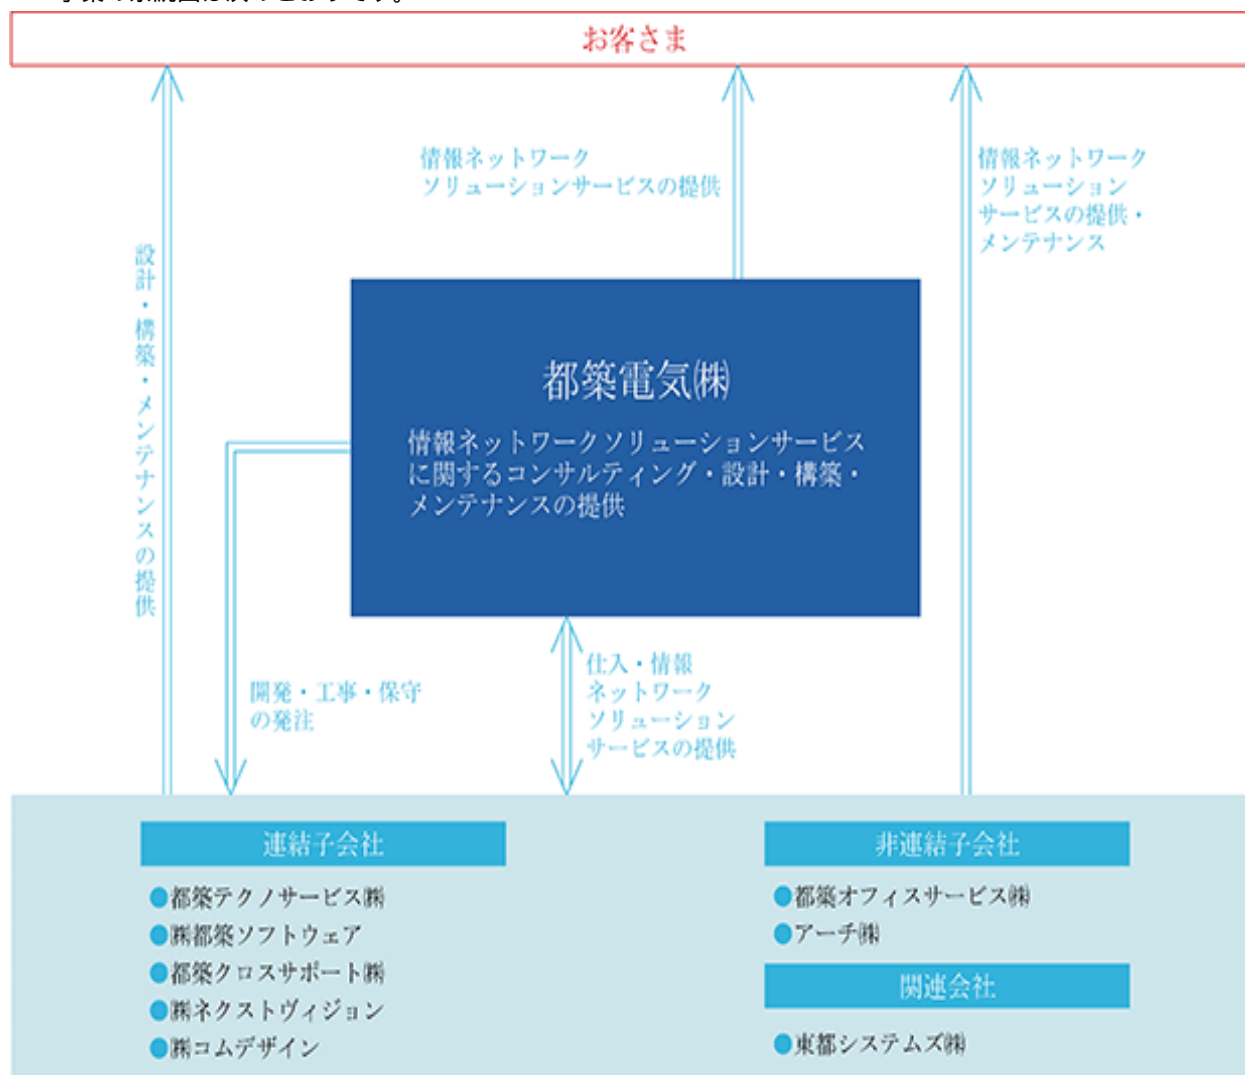 お客さま
情報ネットワーク
ソリューションサービスの提供
情報ネットワーク
ソリューション
サービスの提供・
メンテナンス
設計・構築・メンテナンスの提供
都築電気㈱
情報ネットワークソリューションサービス
に関するコンサルティング・設計・構築・
メンテナンスの提供
開発・工事・保守
の発注
仕入・情報
ネットワーク
ソリューション
サービスの提供
連結子会社
●都築テクノサービス㈱
●㈱都築ソフトウェア
●都築クロスサポート㈱
●㈱ネクストヴィジョン
●㈱コムデザイン
非連結子会社
●都築オフィスサービス㈱
●アーチ㈱
関連会社
●東都システムズ㈱